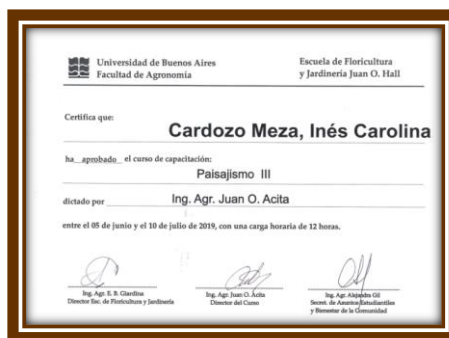 Universidad de Buenos Aires
Facultad de Agronomía
Escuela de Floricultura
y Jardinería Juan O. Hall
Certifica que:
Cardozo Meza, Inés Carolina
ha aprobado el curso de capacitación:
Paisajismo III
dictado por Ing. Agr. Juan O. Acita
entre el 05 de junio y el 10 de julio de 2019, con una carga horaria de 12 horas.
Ing. Agr. E. B. Giardina
Director Esc. de Floricultura y Jardinería
Ing. Agr. Juan O. Acita
Director del Curso
Ing. Agr. Alejandra Gil
Secret. de Asuntos Estudiantiles
y Bienestar de la Comunidad